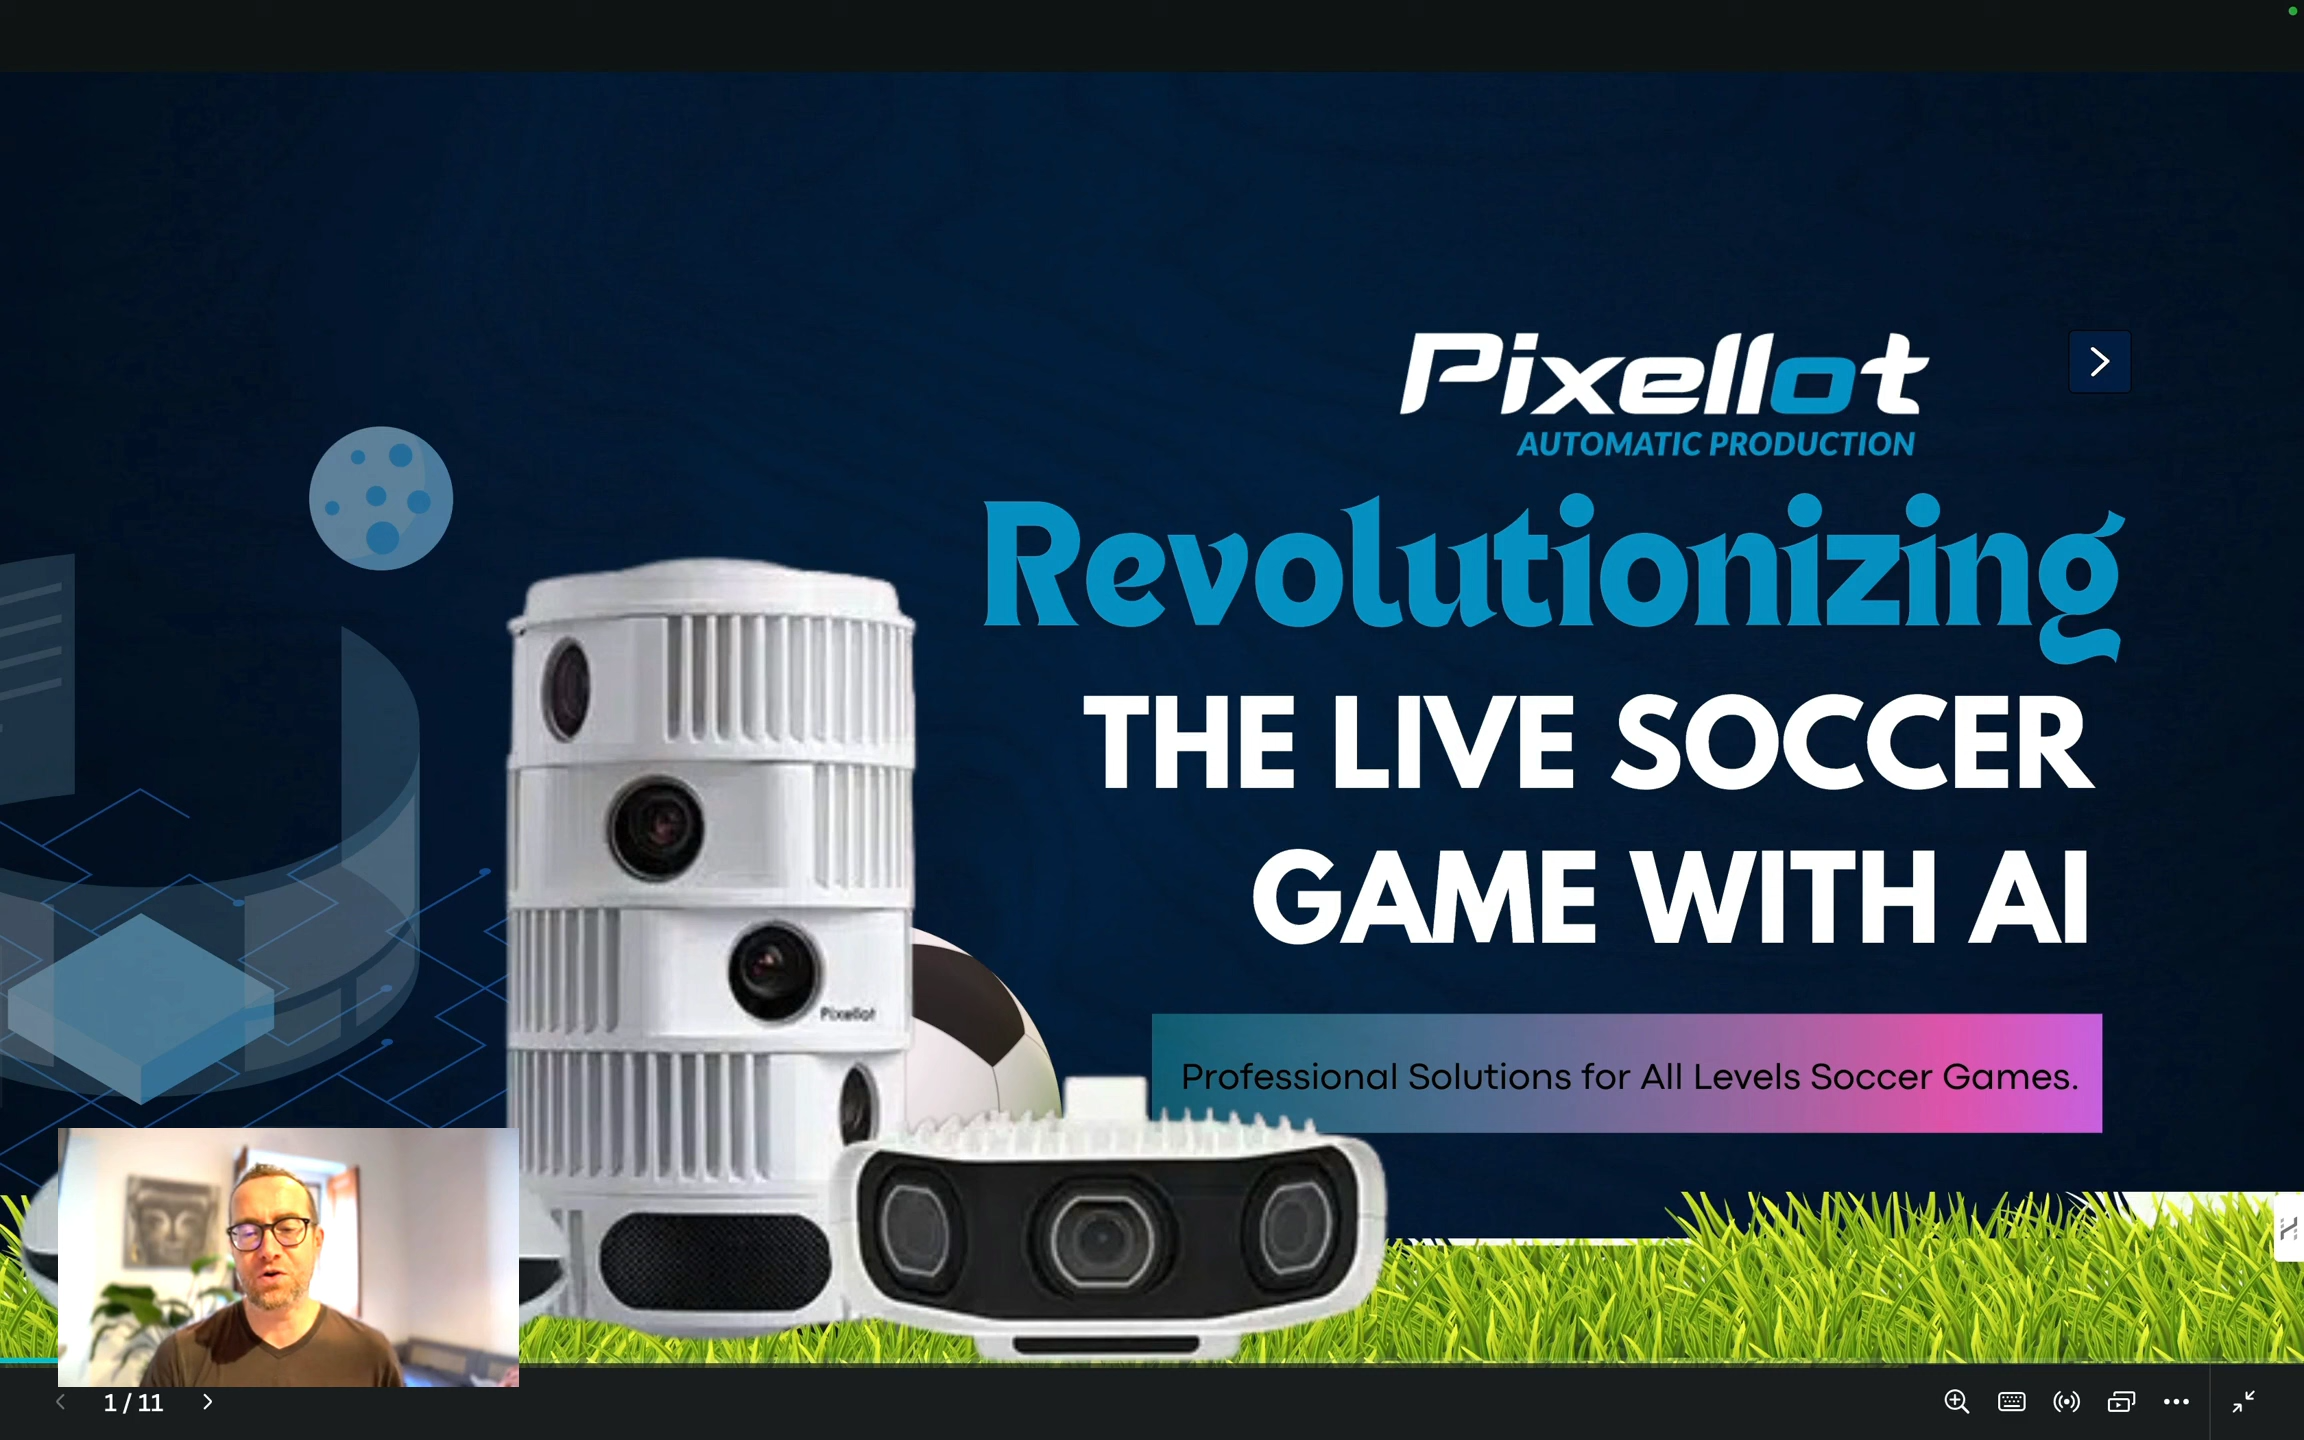 Pixellot
AUTOMATIC PRODUCTION
Revolutionizing
THE LIVE SOCCER
GAME WITH AI
Pixellot
Professional Solutions for All Levels Soccer Games.
1 / 11